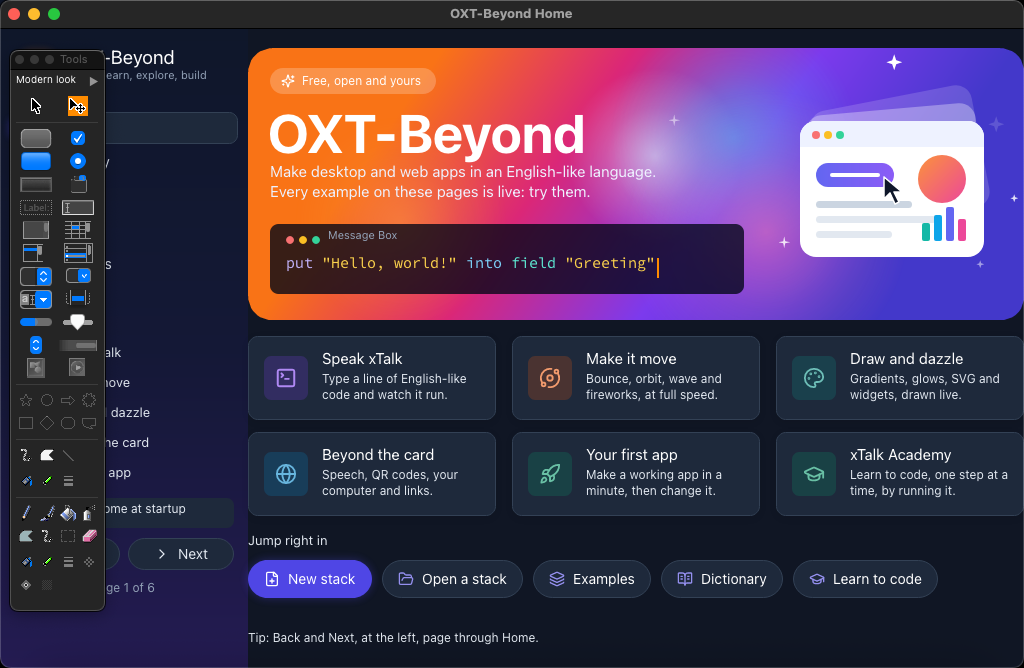 OXT-Beyond Home
Tools
Modern look
Label:
-Beyond
earn, explore, build
alk
nove
dazzle
he card
app
ome at startup
Next
ge 1 of 6
Free, open and yours
OXT-Beyond
Make desktop and web apps in an English-like language.
Every example on these pages is live: try them.
Message Box
put "Hello, world!" into field "Greeting"
Speak xTalk
Type a line of English-like
code and watch it run.
Make it move
Bounce, orbit, wave and
fireworks, at full speed.
Draw and dazzle
Gradients, glows, SVG and
widgets, drawn live.
Beyond the card
Speech, QR codes, your
computer and links.
Your first app
Make a working app in a
minute, then change it.
xTalk Academy
Learn to code, one step at a
time, by running it.
Jump right in
New stack
Open a stack
Examples
Dictionary
Learn to code
Tip: Back and Next, at the left, page through Home.